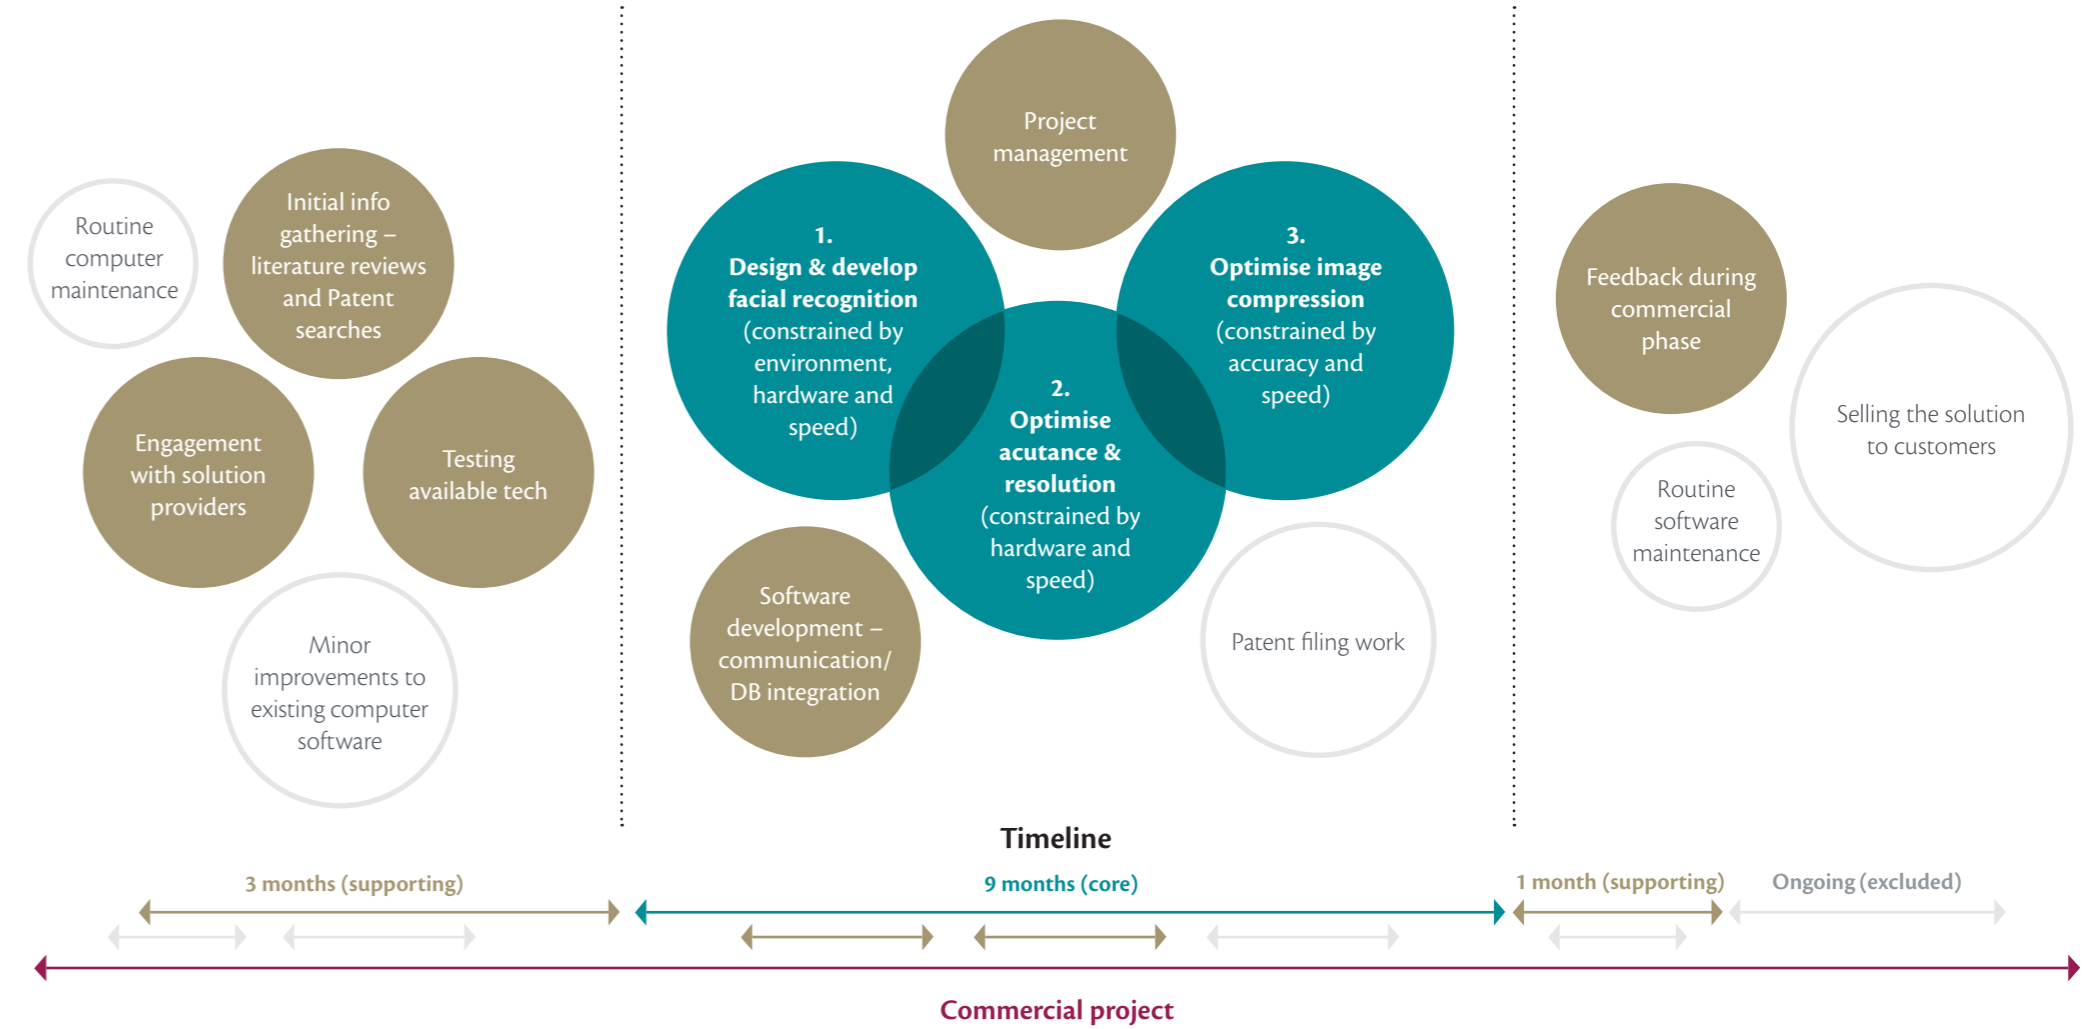 Routine
computer
maintenance
Initial info
gathering –
literature reviews
and Patent
searches
Engagement
with solution
providers
Testing
available tech
Minor
improvements to
existing computer
software
Project
management
1.
Design & develop
facial recognition
(constrained by
environment,
hardware and
speed)
2.
Optimise
acutance &
resolution
(constrained by
hardware and
speed)
3.
Optimise image
compression
(constrained by
accuracy and
speed)
Software
development –
communication/
DB integration
Patent filing work
Feedback during
commercial
phase
Selling the solution
to customers
Routine
software
maintenance
Timeline
3 months (supporting)
9 months (core)
1 month (supporting)
Ongoing (excluded)
Commercial project